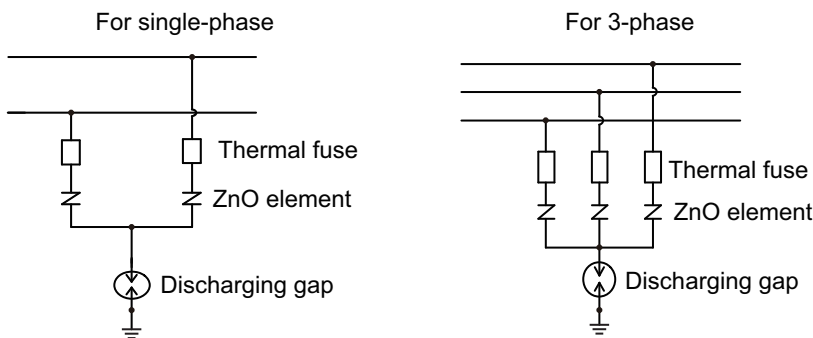 For single-phase
For 3-phase
Thermal fuse
ZnO element
Discharging gap
Thermal fuse
ZnO element
Discharging gap